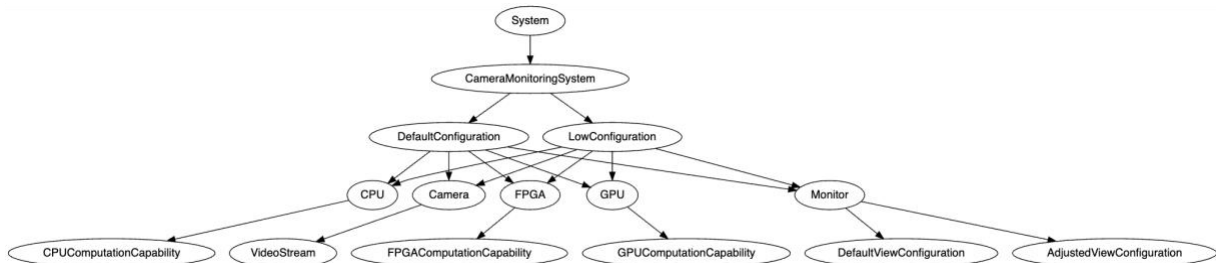 System
CameraMonitoringSystem
DefaultConfiguration LowConfiguration
CPU Camera FPGA GPU Monitor
CPUComputationCapability VideoStream FPGAComputationCapability GPUComputationCapability DefaultViewConfiguration AdjustedViewConfiguration